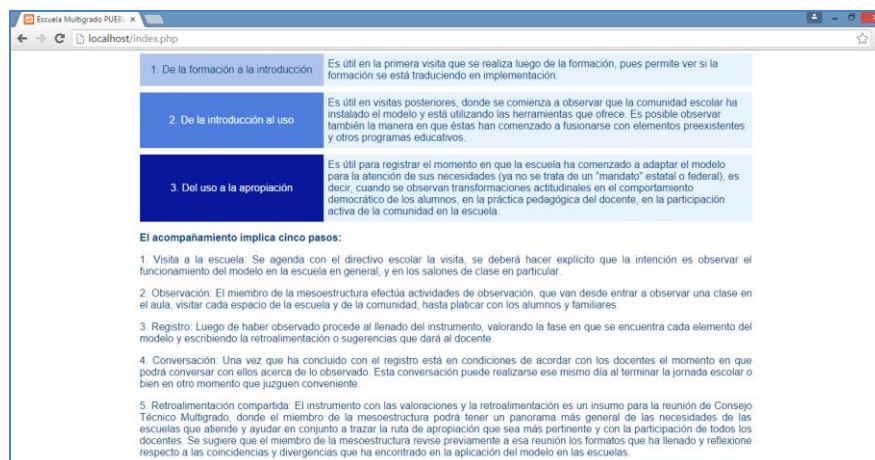 Escuela Multigrado PUEBL
localhost/index.php
1. De la formación a la introducción
Es útil en la primera visita que se realiza luego de la formación, pues permite ver si la
formación se está traduciendo en implementación.
2. De la introducción al uso
Es útil en visitas posteriores, donde se comienza a observar que la comunidad escolar ha
instalado el modelo y está utilizando las herramientas que ofrece. Es posible observar
también la manera en que éstas han comenzado a fusionarse con elementos preexistentes
y otros programas educativos.
3. Del uso a la apropiación
Es útil para registrar el momento en que la escuela ha comenzado a adaptar el modelo
para la atención de sus necesidades (ya no se trata de un "mandato" estatal o federal), es
decir, cuando se observan transformaciones actitudinales en el comportamiento
democrático de los alumnos, en la práctica pedagógica del docente, en la participación
activa de la comunidad en la escuela.
El acompañamiento implica cinco pasos:
1. Visita a la escuela: Se agenda con el directivo escolar la visita, se deberá hacer explícito que la intención es observar el
funcionamiento del modelo en la escuela en general, y en los salones de clase en particular.
2. Observación: El miembro de la mesoestructura efectúa actividades de observación, que van desde entrar a observar una clase en
el aula, visitar cada espacio de la escuela y de la comunidad, hasta platicar con los alumnos y familiares.
3. Registro: Luego de haber observado procede al llenado del instrumento, valorando la fase en que se encuentra cada elemento del
modelo y escribiendo la retroalimentación o sugerencias que dará al docente.
4. Conversación: Una vez que ha concluido con el registro está en condiciones de acordar con los docentes el momento en que
podrá conversar con ellos acerca de lo observado. Esta conversación puede realizarse ese mismo día al terminar la jornada escolar o
bien en otro momento que juzguen conveniente.
5. Retroalimentación compartida: El instrumento con las valoraciones y la retroalimentación es un insumo para la reunión de Consejo
Técnico Multigrado, donde el miembro de la mesoestructura podrá tener un panorama más general de las necesidades de las
escuelas que atiende y ayudar en conjunto a trazar la ruta de apropiación que sea más pertinente y con la participación de todos los
docentes. Se sugiere que el miembro de la mesoestructura revise previamente a esa reunión los formatos que ha llenado y reflexione
respecto a las coincidencias y divergencias que ha encontrado en la aplicación del modelo en las escuelas.